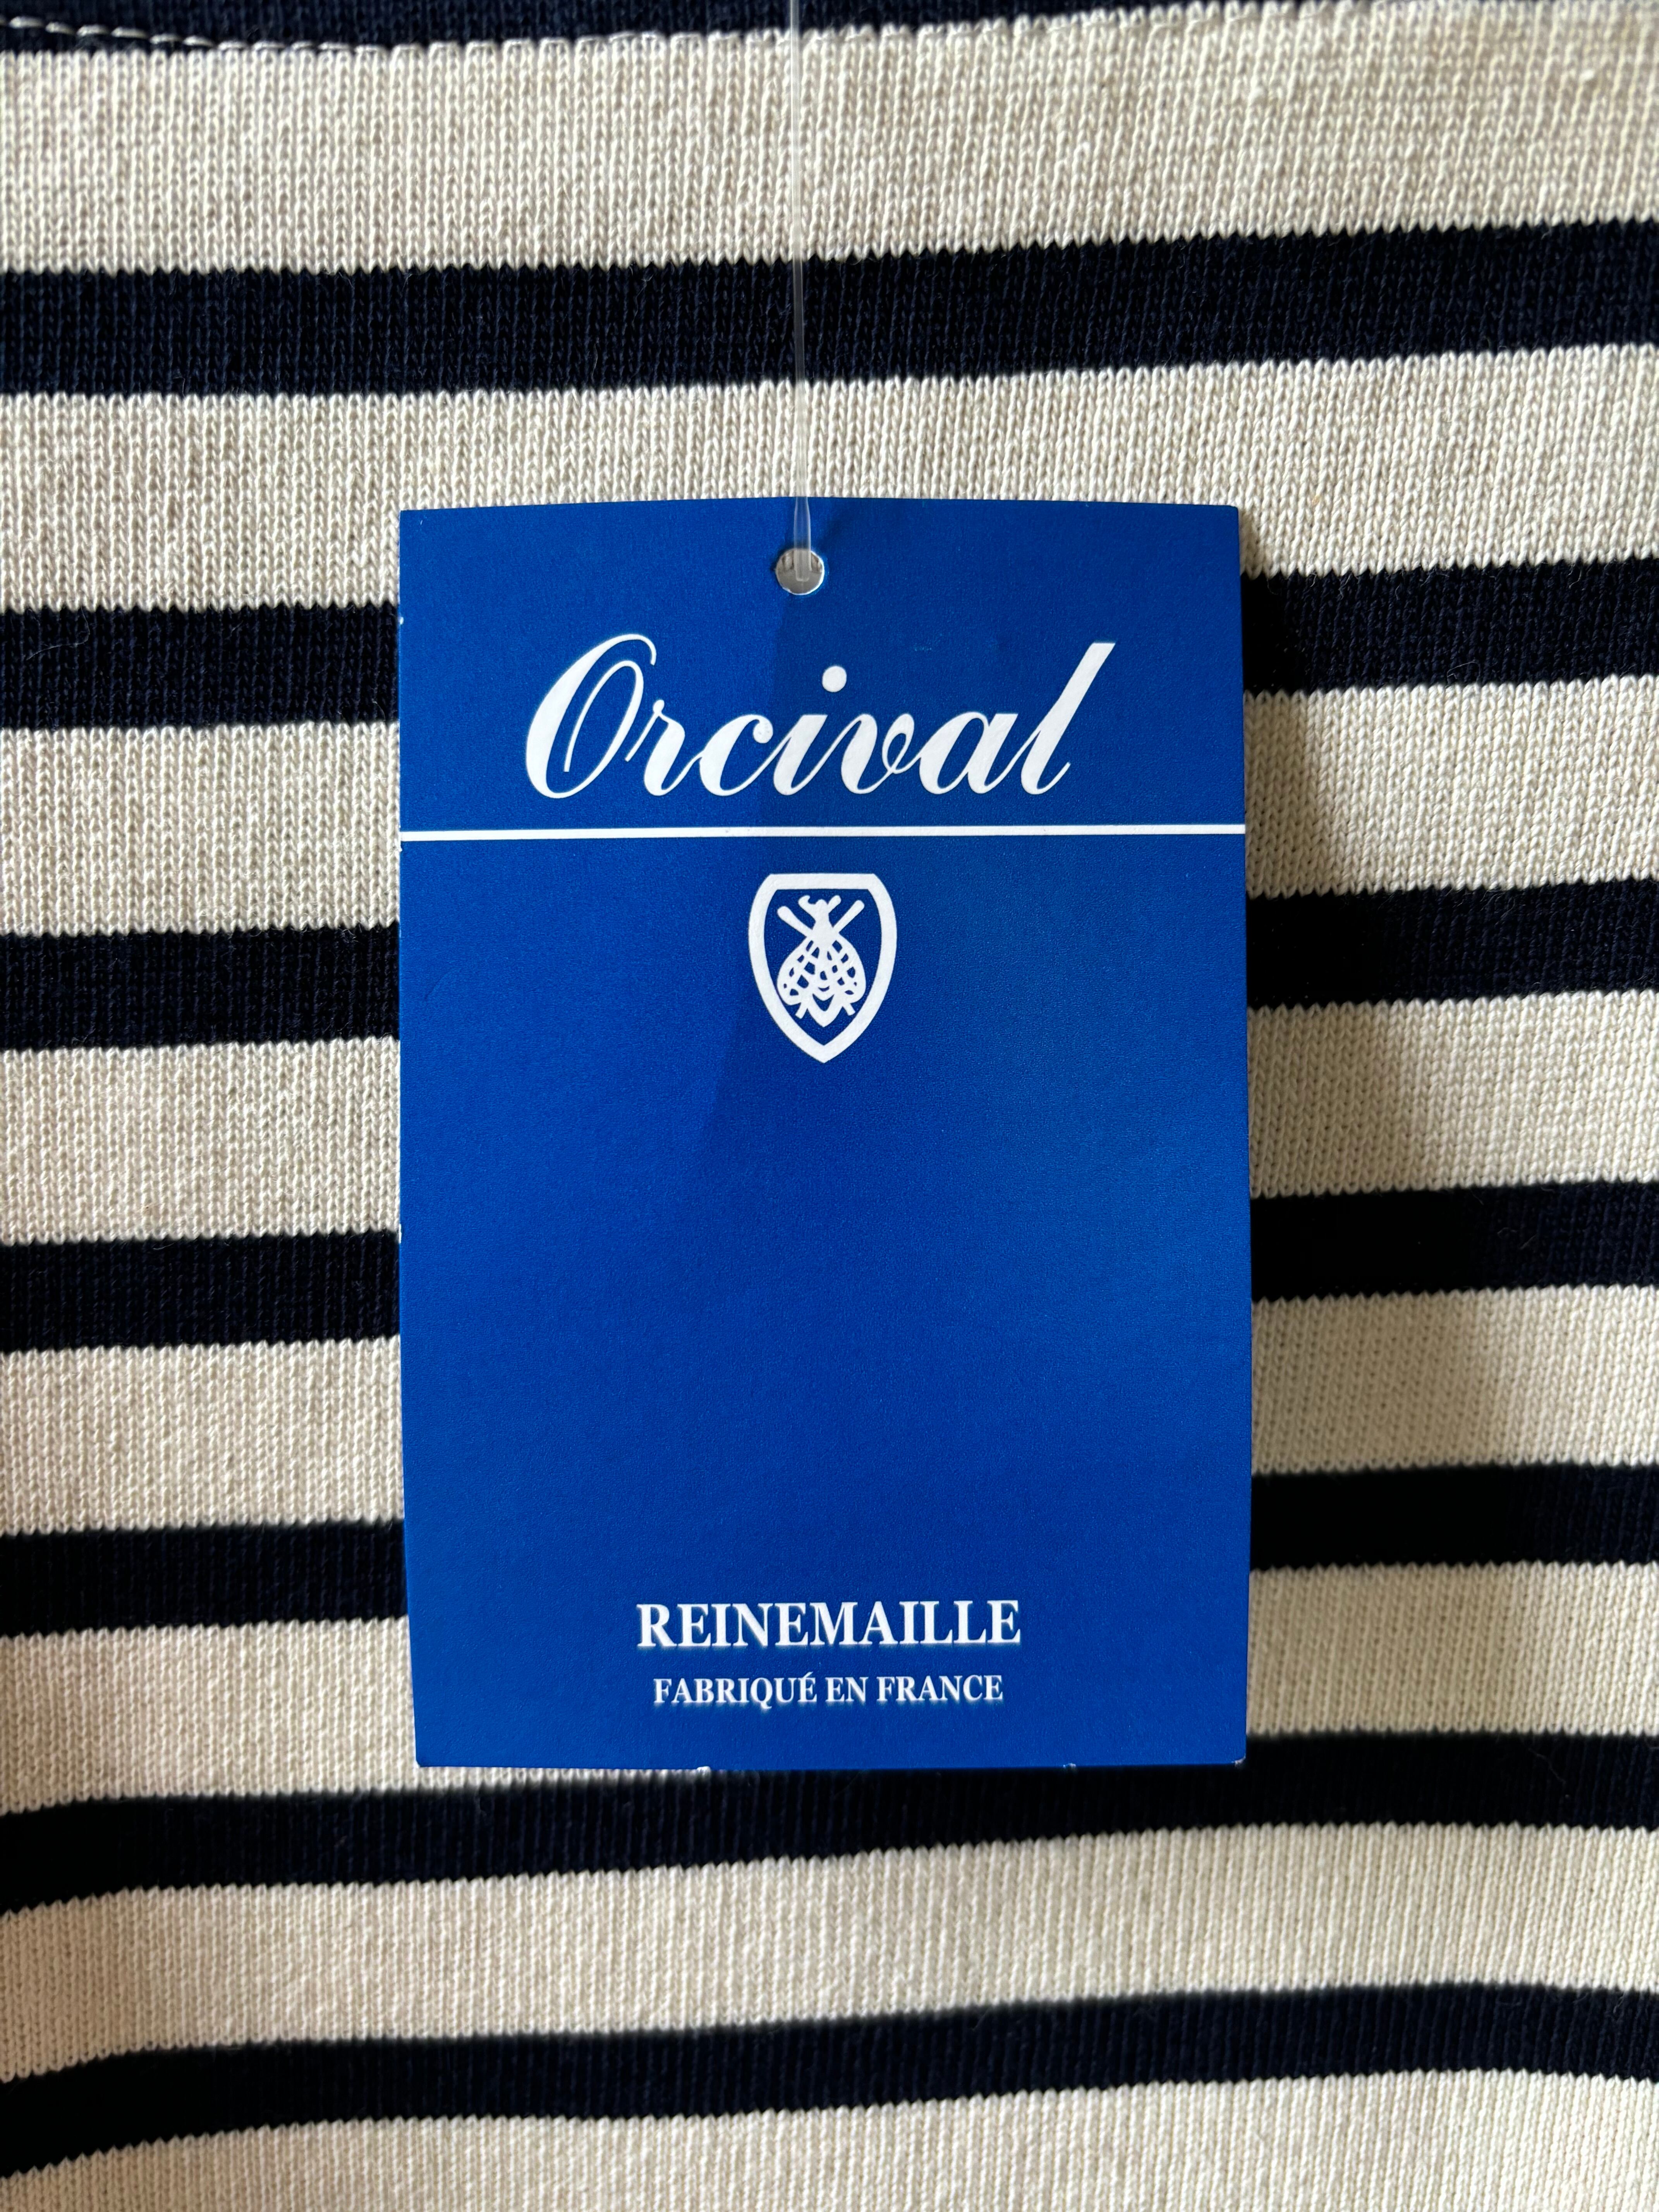 Orcival
REINEMAILLE
FABRIQUÉ EN FRANCE